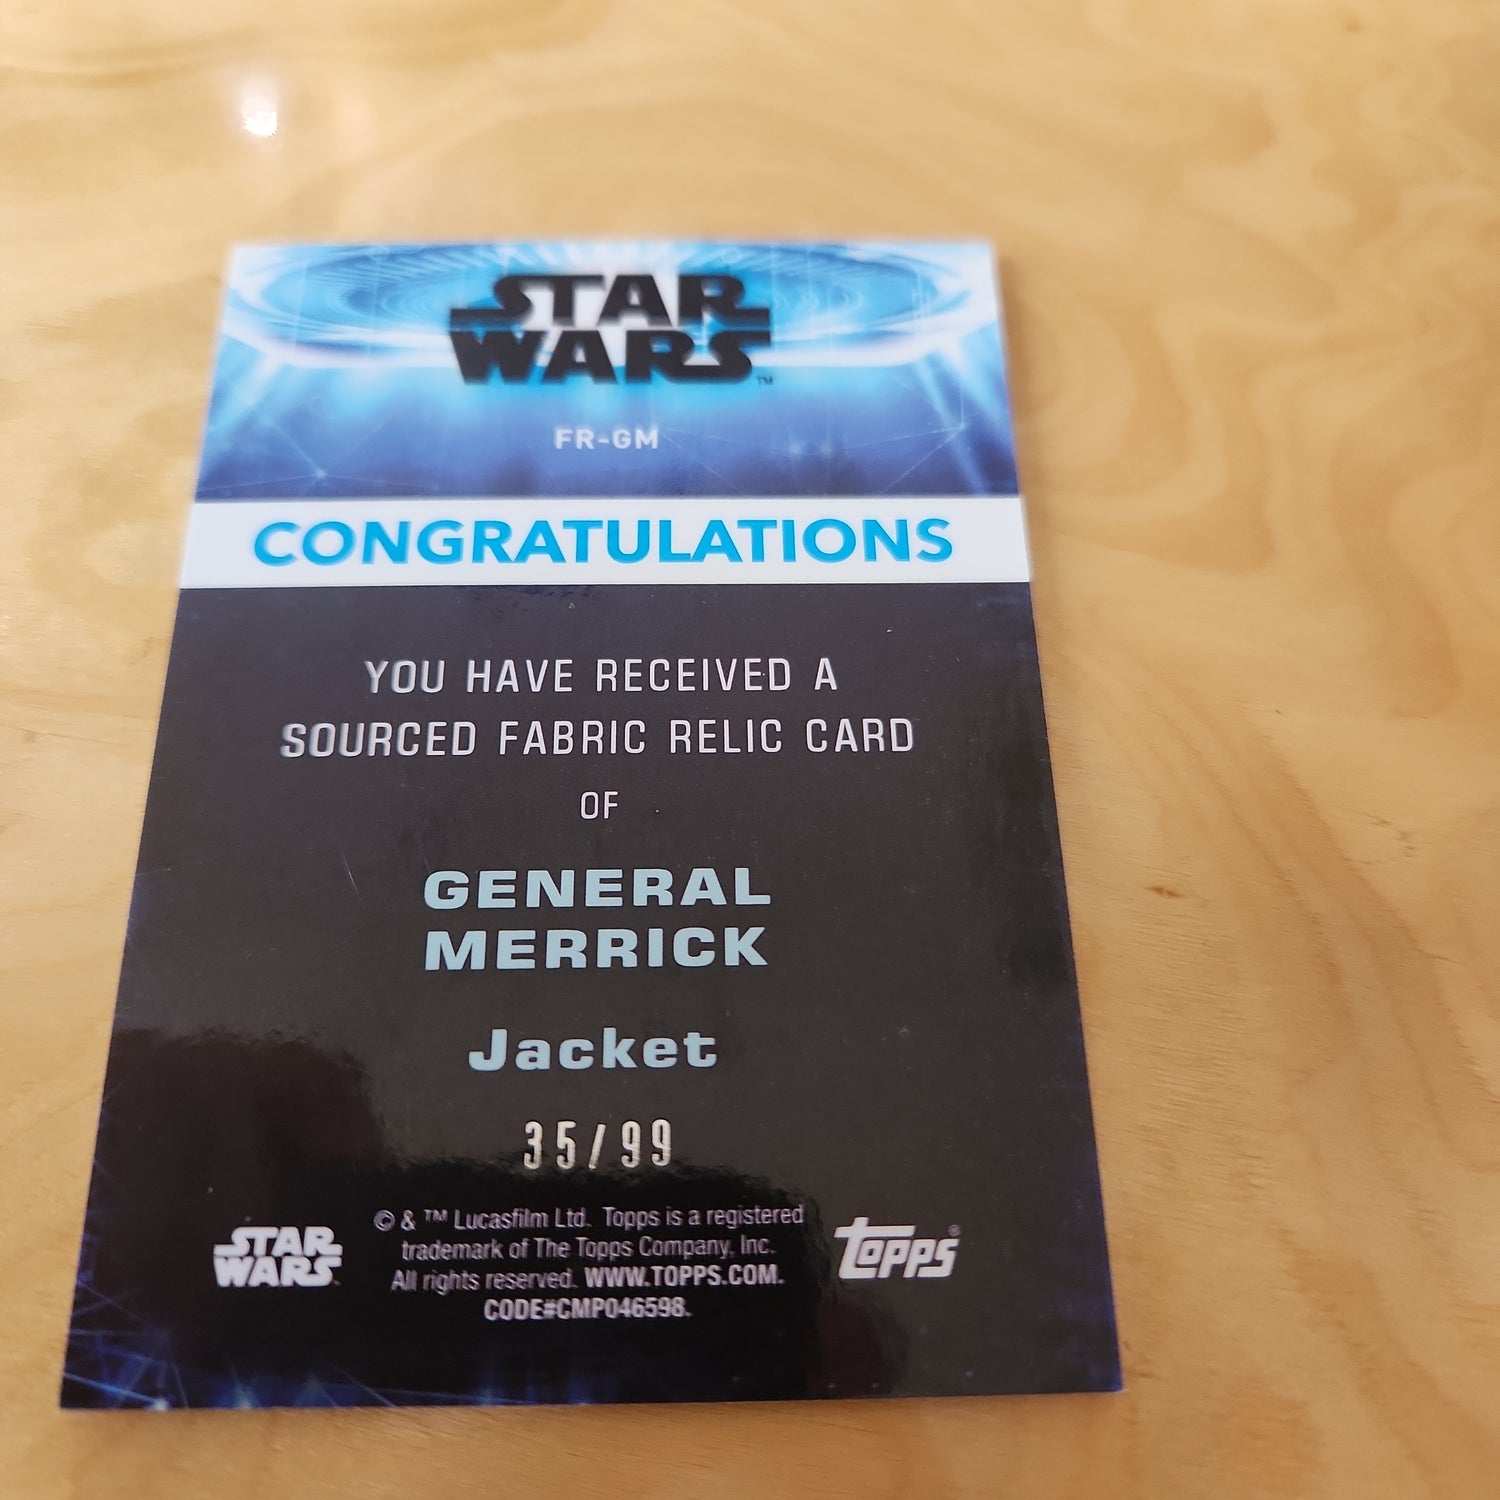 STAR
WARS™
FR-GM
CONGRATULATIONS
YOU HAVE RECEIVED A
SOURCED FABRIC RELIC CARD
OF
GENERAL
MERRICK
Jacket
35/99
© & ™ Lucasfilm Ltd. Topps is a registered
trademark of The Topps Company, Inc.
All rights reserved. WWW.TOPPS.COM.
CODE#CMP046598.
STAR
WARS
topps®